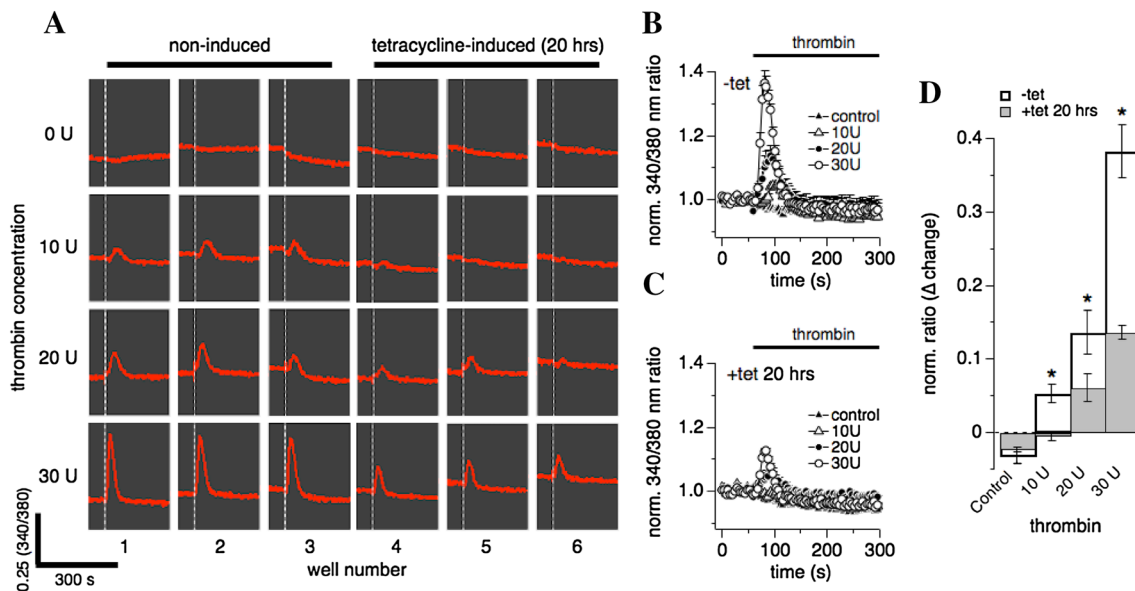 A
non-induced
tetracycline-induced (20 hrs)
thrombin concentration
0 U
10 U
20 U
30 U
0.25 (340/380)
300 s
1 2 3 4 5 6
well number
B
thrombin
-tet
control
10U
20U
30U
norm. 340/380 nm ratio
1.4
1.2
1.0
0 100 200 300
time (s)
C
thrombin
+tet 20 hrs
control
10U
20U
30U
norm. 340/380 nm ratio
1.4
1.2
1.0
0 100 200 300
time (s)
D
-tet
+tet 20 hrs
norm. ratio (Δ change)
0.4
0.3
0.2
0.1
0
*
*
*
*
Control 10 U 20 U 30 U
thrombin